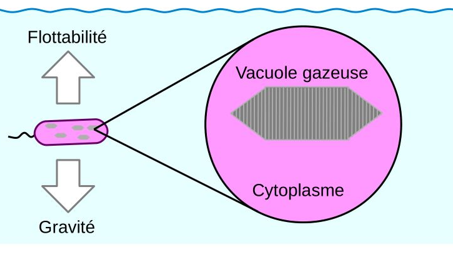 Flottabilité
Vacuole gazeuse
Cytoplasme
Gravité